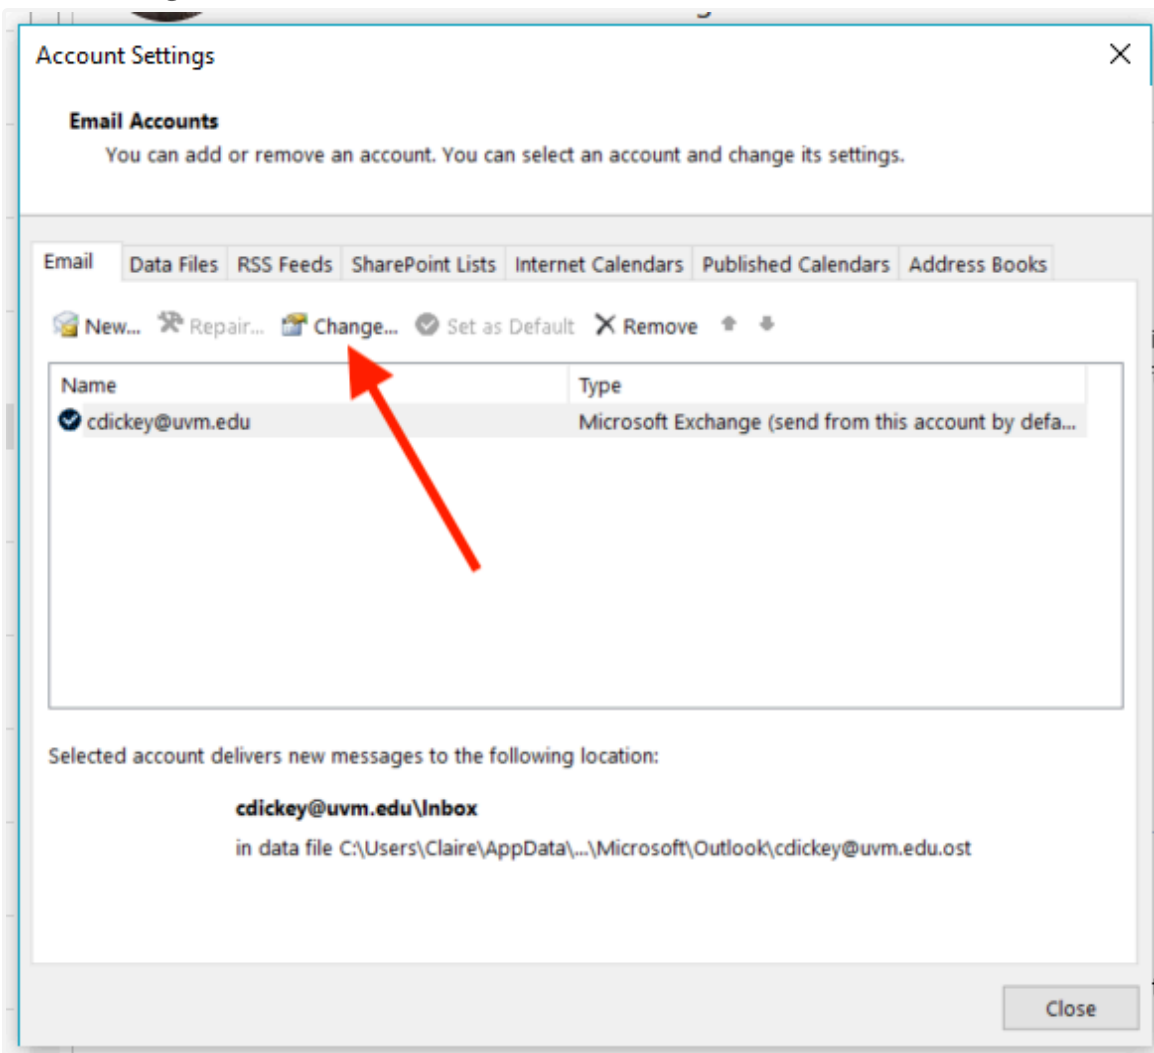 Account Settings
Email Accounts
You can add or remove an account. You can select an account and change its settings.
Email Data Files RSS Feeds SharePoint Lists Internet Calendars Published Calendars Address Books
New... Repair... Change... Set as Default Remove
Name Type
cdickey@uvm.edu Microsoft Exchange (send from this account by defa...
Selected account delivers new messages to the following location:
cdickey@uvm.edu\Inbox
in data file C:\Users\Claire\AppData\...\Microsoft\Outlook\cdickey@uvm.edu.ost
Close